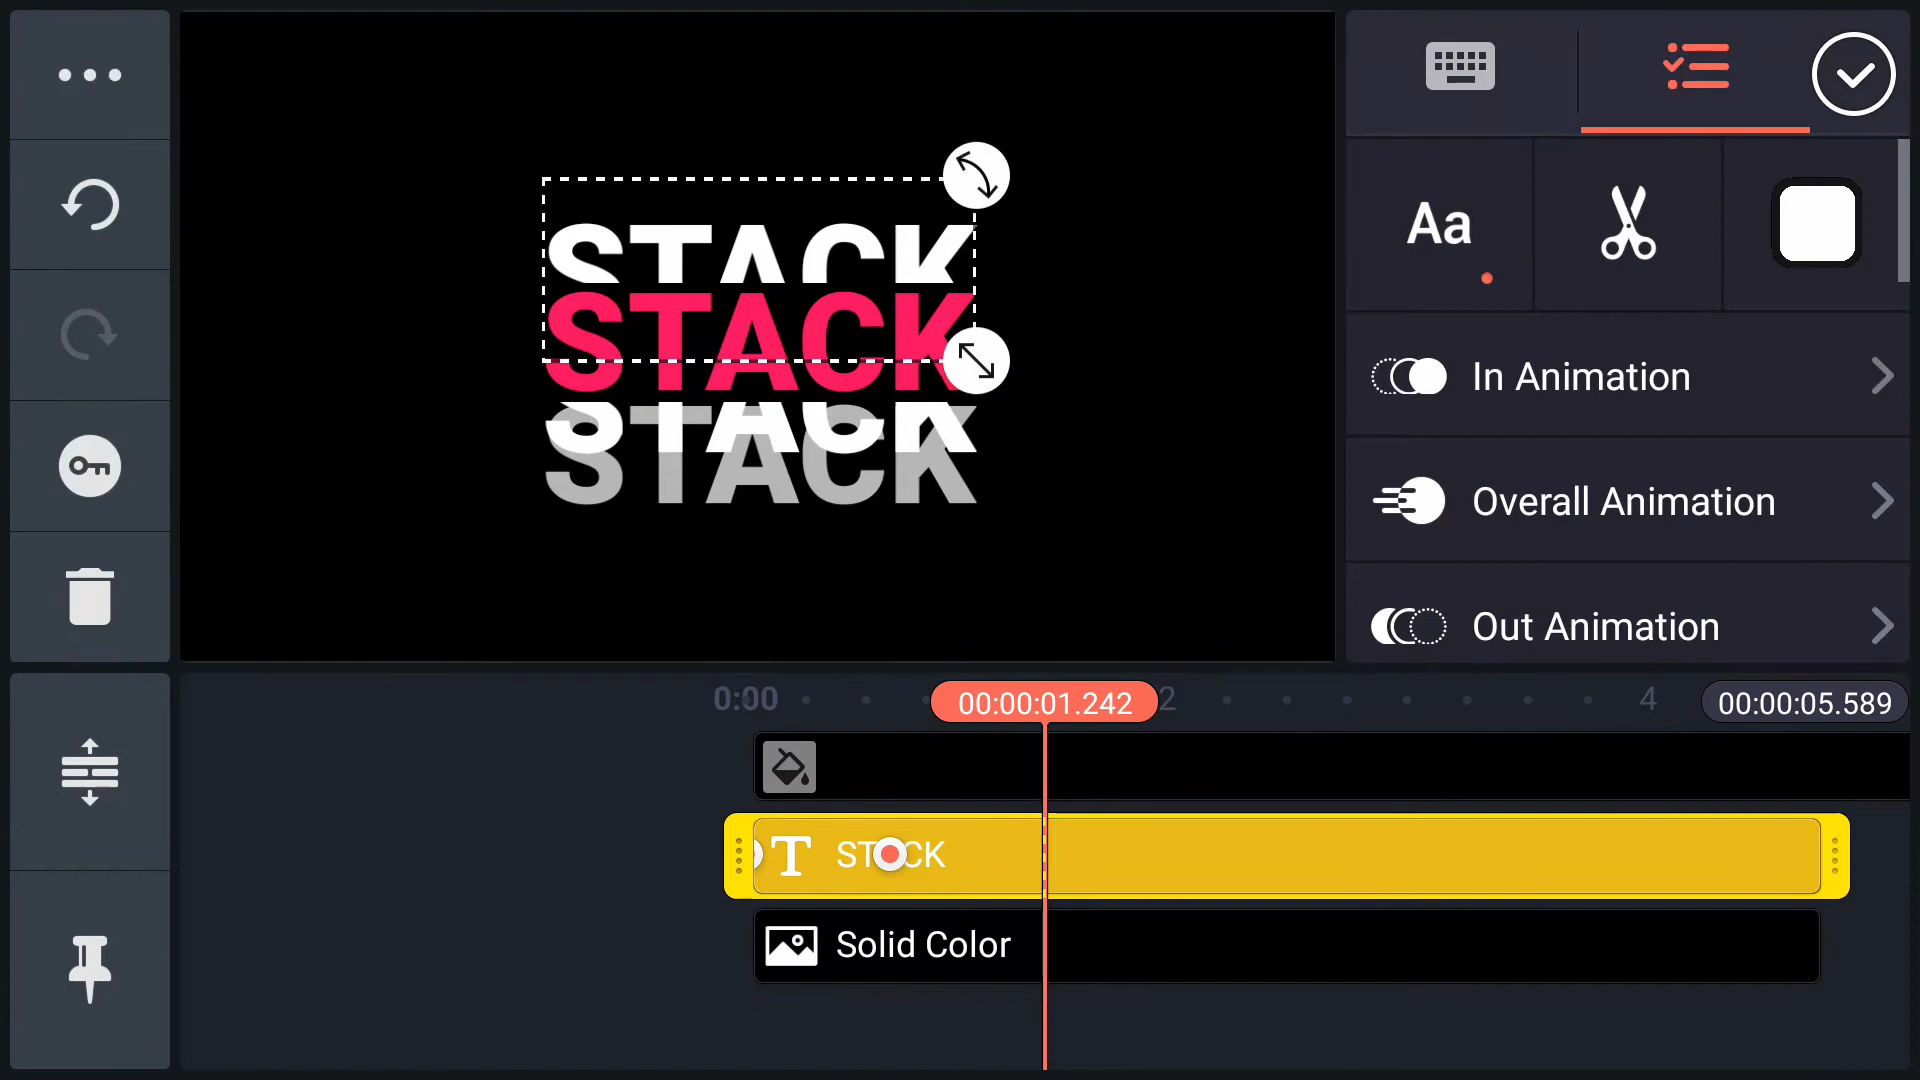 STACK
STACK
STACK
STACK
Aa
In Animation
Overall Animation
Out Animation
0:00
00:00:01.242
2
4
00:00:05.589
T
STACK
Solid Color